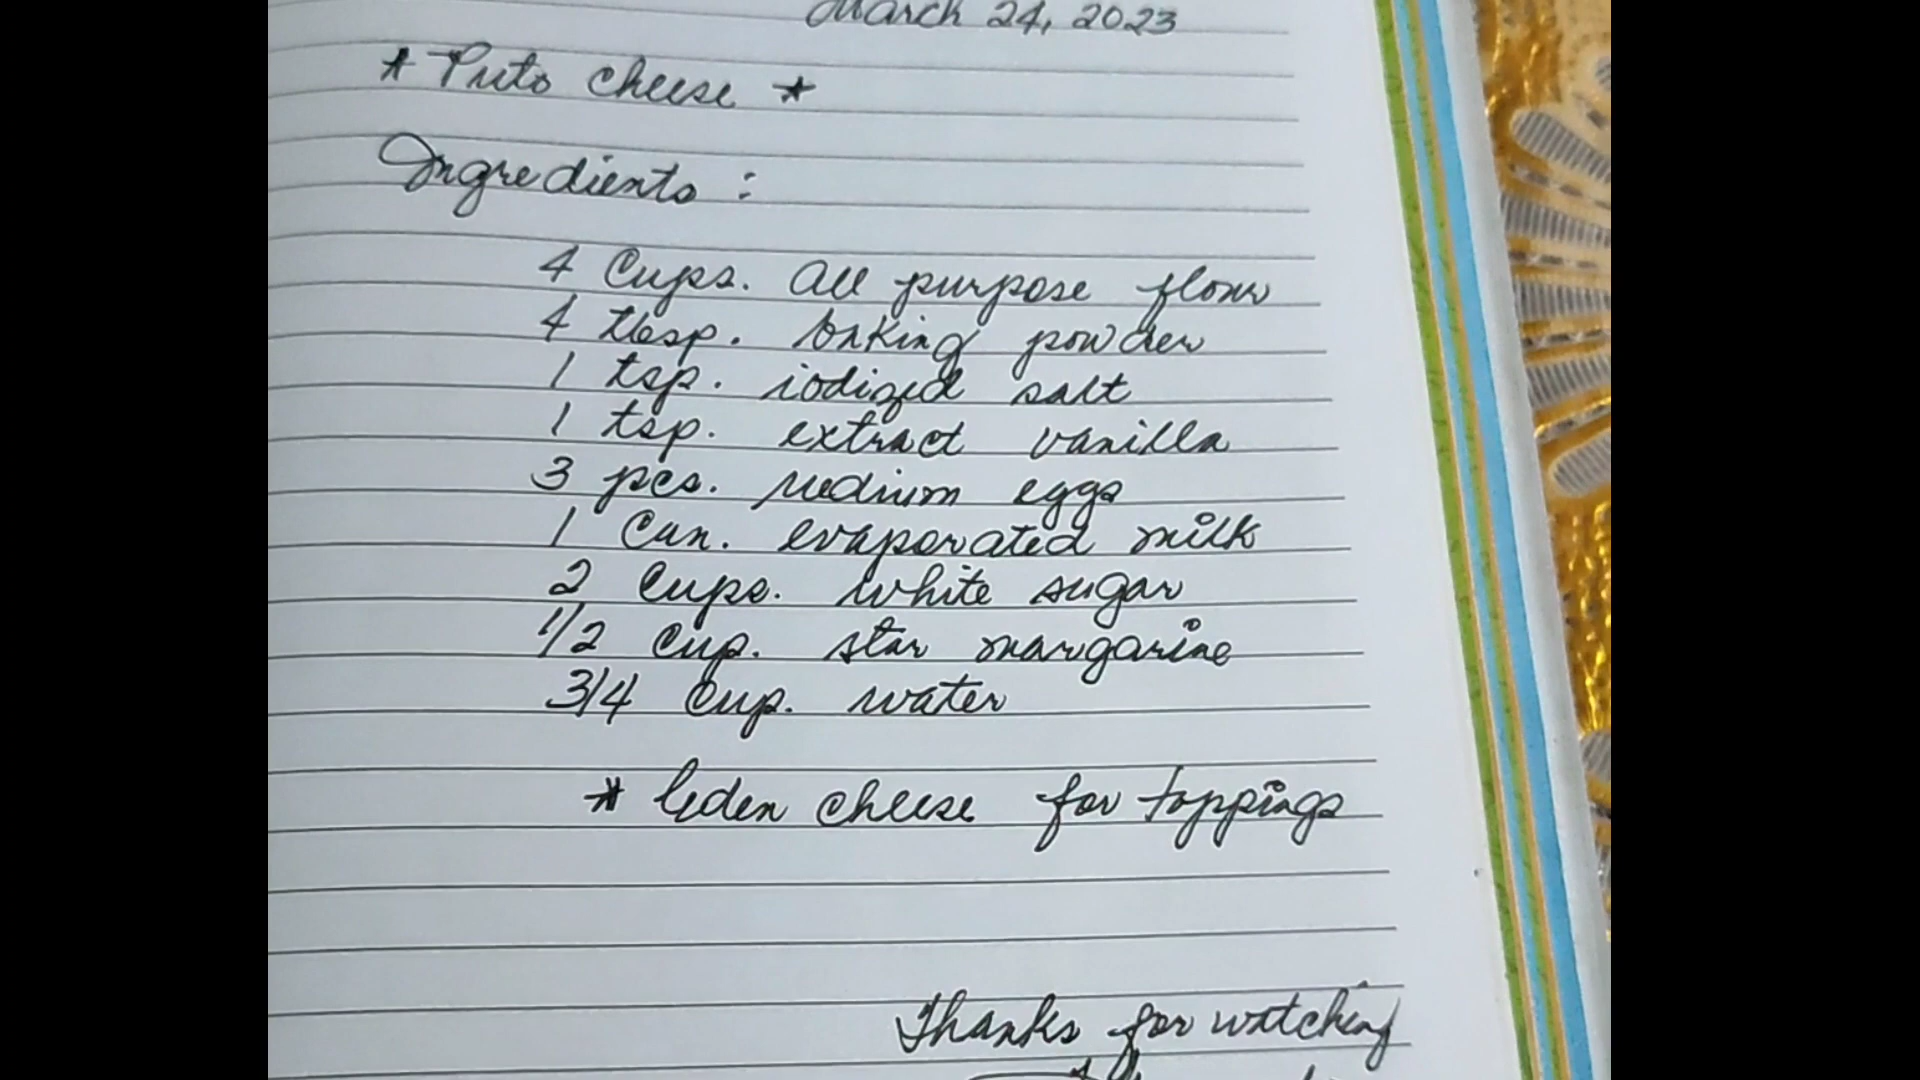 March 24, 2023
* Puto cheese *
Ingredients :
4 Cups. All purpose flour
4 tbsp. baking powder
1 tsp. iodized salt
1 tsp. extract vanilla
3 pcs. medium eggs
1 Can. evaporated milk
2 Cups. white sugar
1/2 Cup. star margarine
3/4 Cup. water
* Eden cheese for toppings
Thanks for watching